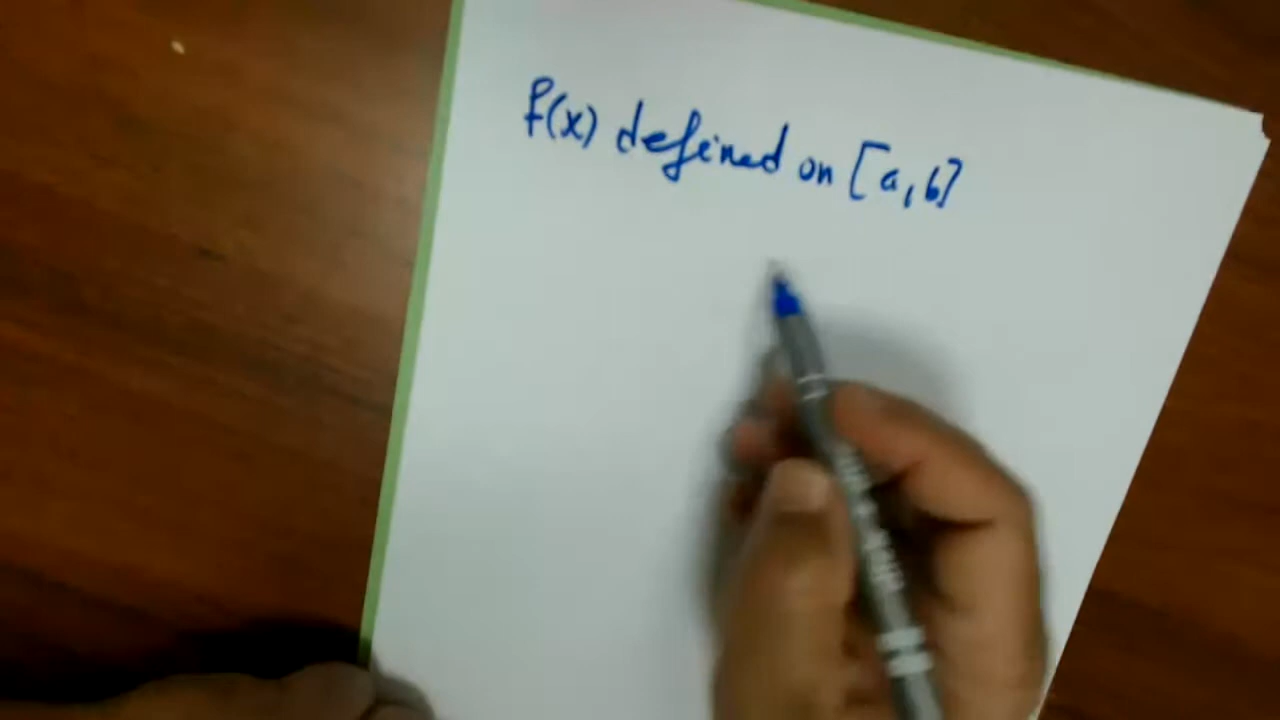 f(x) defined on [a,b]